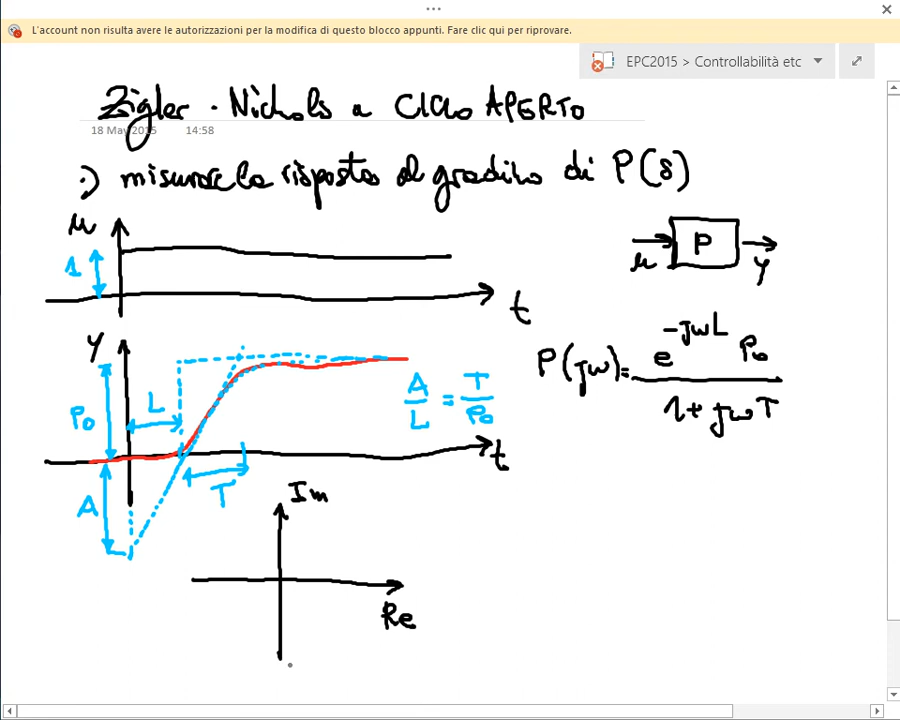 L'account non risulta avere le autorizzazioni per la modifica di questo blocco appunti. Fare clic qui per riprovare.
EPC2015 > Controllabilità etc
Zigler - Nichols a CICLO APERTO
18 May 2015 14:58
:) misurare la risposta al gradino di P(s)
u
1
t
u
P
y
y
P0
L
A
T
A/L = T/P0
t
P(jω) = e^-jωL P0 / 1 + jωT
Im
Re